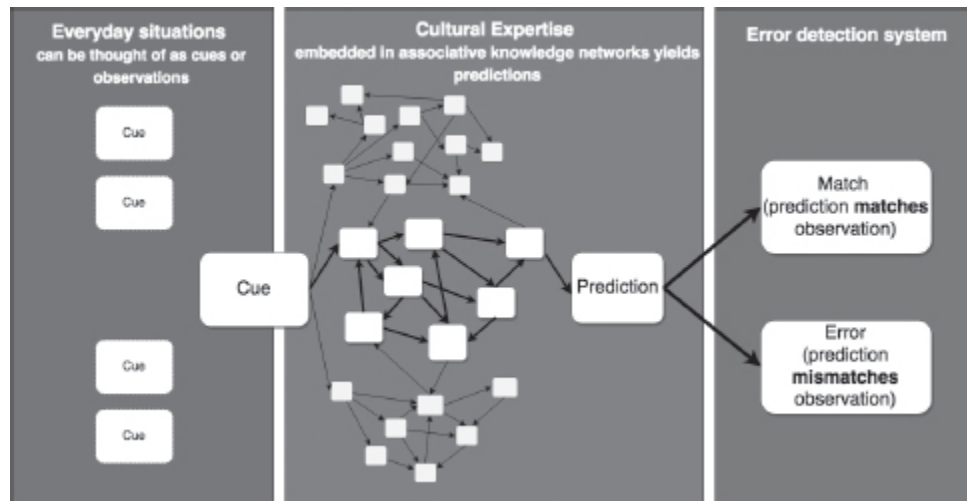 Everyday situations
can be thought of as cues or
observations
Cue
Cue
Cue
Cue
Cue
Cultural Expertise
embedded in associative knowledge networks yields
predictions
Prediction
Error detection system
Match
(prediction matches
observation)
Error
(prediction
mismatches
observation)